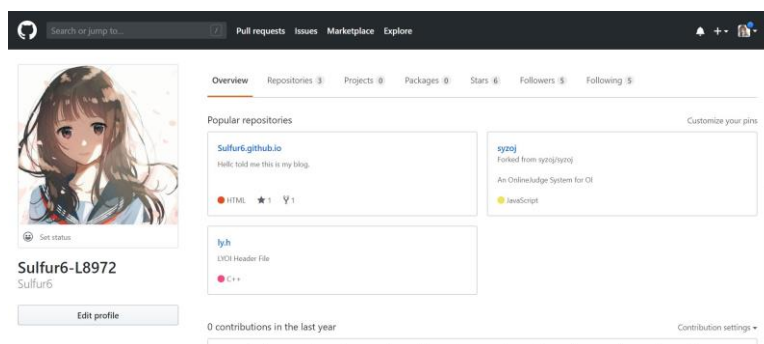 Search or jump to... / Pull requests Issues Marketplace Explore
Overview Repositories 3 Projects 0 Packages 0 Stars 6 Followers 5 Following 5
Popular repositories Customize your pins
Sulfur6.github.io
Hellc told me this is my blog.
HTML 1 1
syzoj
Forked from syzoj/syzoj
An OnlineJudge System for OI
JavaScript
ly.h
LYOI Header File
C++
Set status
Sulfur6-L8972
Sulfur6
Edit profile
0 contributions in the last year Contribution settings